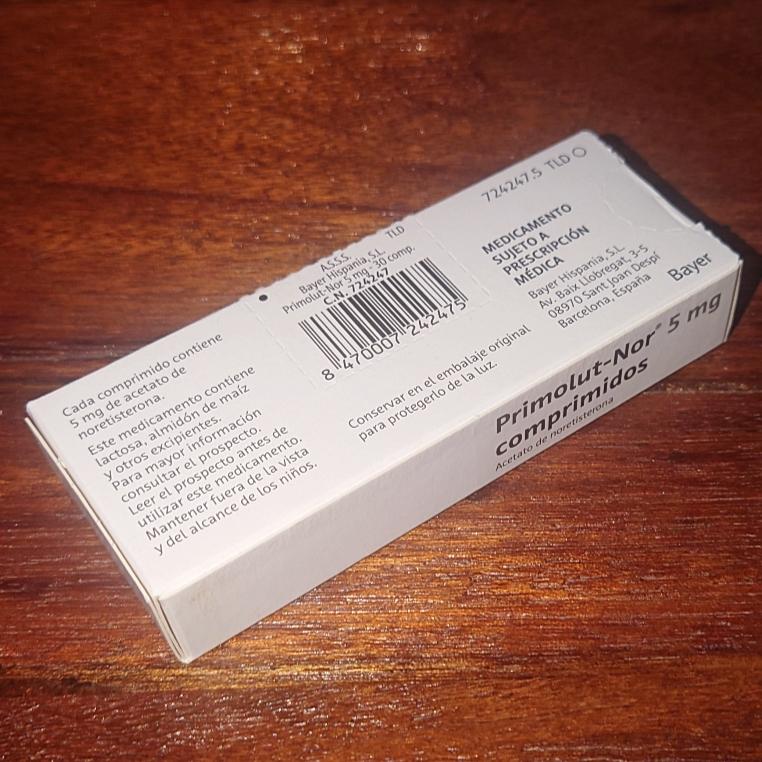 Cada comprimido contiene
5 mg de acetato de
noretisterona.
Este medicamento contiene
lactosa, almidón de maíz
y otros excipientes.
Para mayor información
consultar el prospecto.
Leer el prospecto antes de
utilizar este medicamento.
Mantener fuera de la vista
y del alcance de los niños.
A.S.S.S.
Bayer Hispania, S.L. TLD
Primolut-Nor 5 mg - 30 comp.
C.N. 724247
8 470007 242475
Conservar en el embalaje original
para protegerlo de la luz.
724247.5 TLD
MEDICAMENTO
SUJETO A
PRESCRIPCIÓN
MÉDICA
Bayer Hispania, S.L.
Av. Baix Llobregat, 3-5
08970 Sant Joan Despí
Barcelona, España
Bayer
Primolut-Nor® 5 mg
comprimidos
Acetato de noretisterona